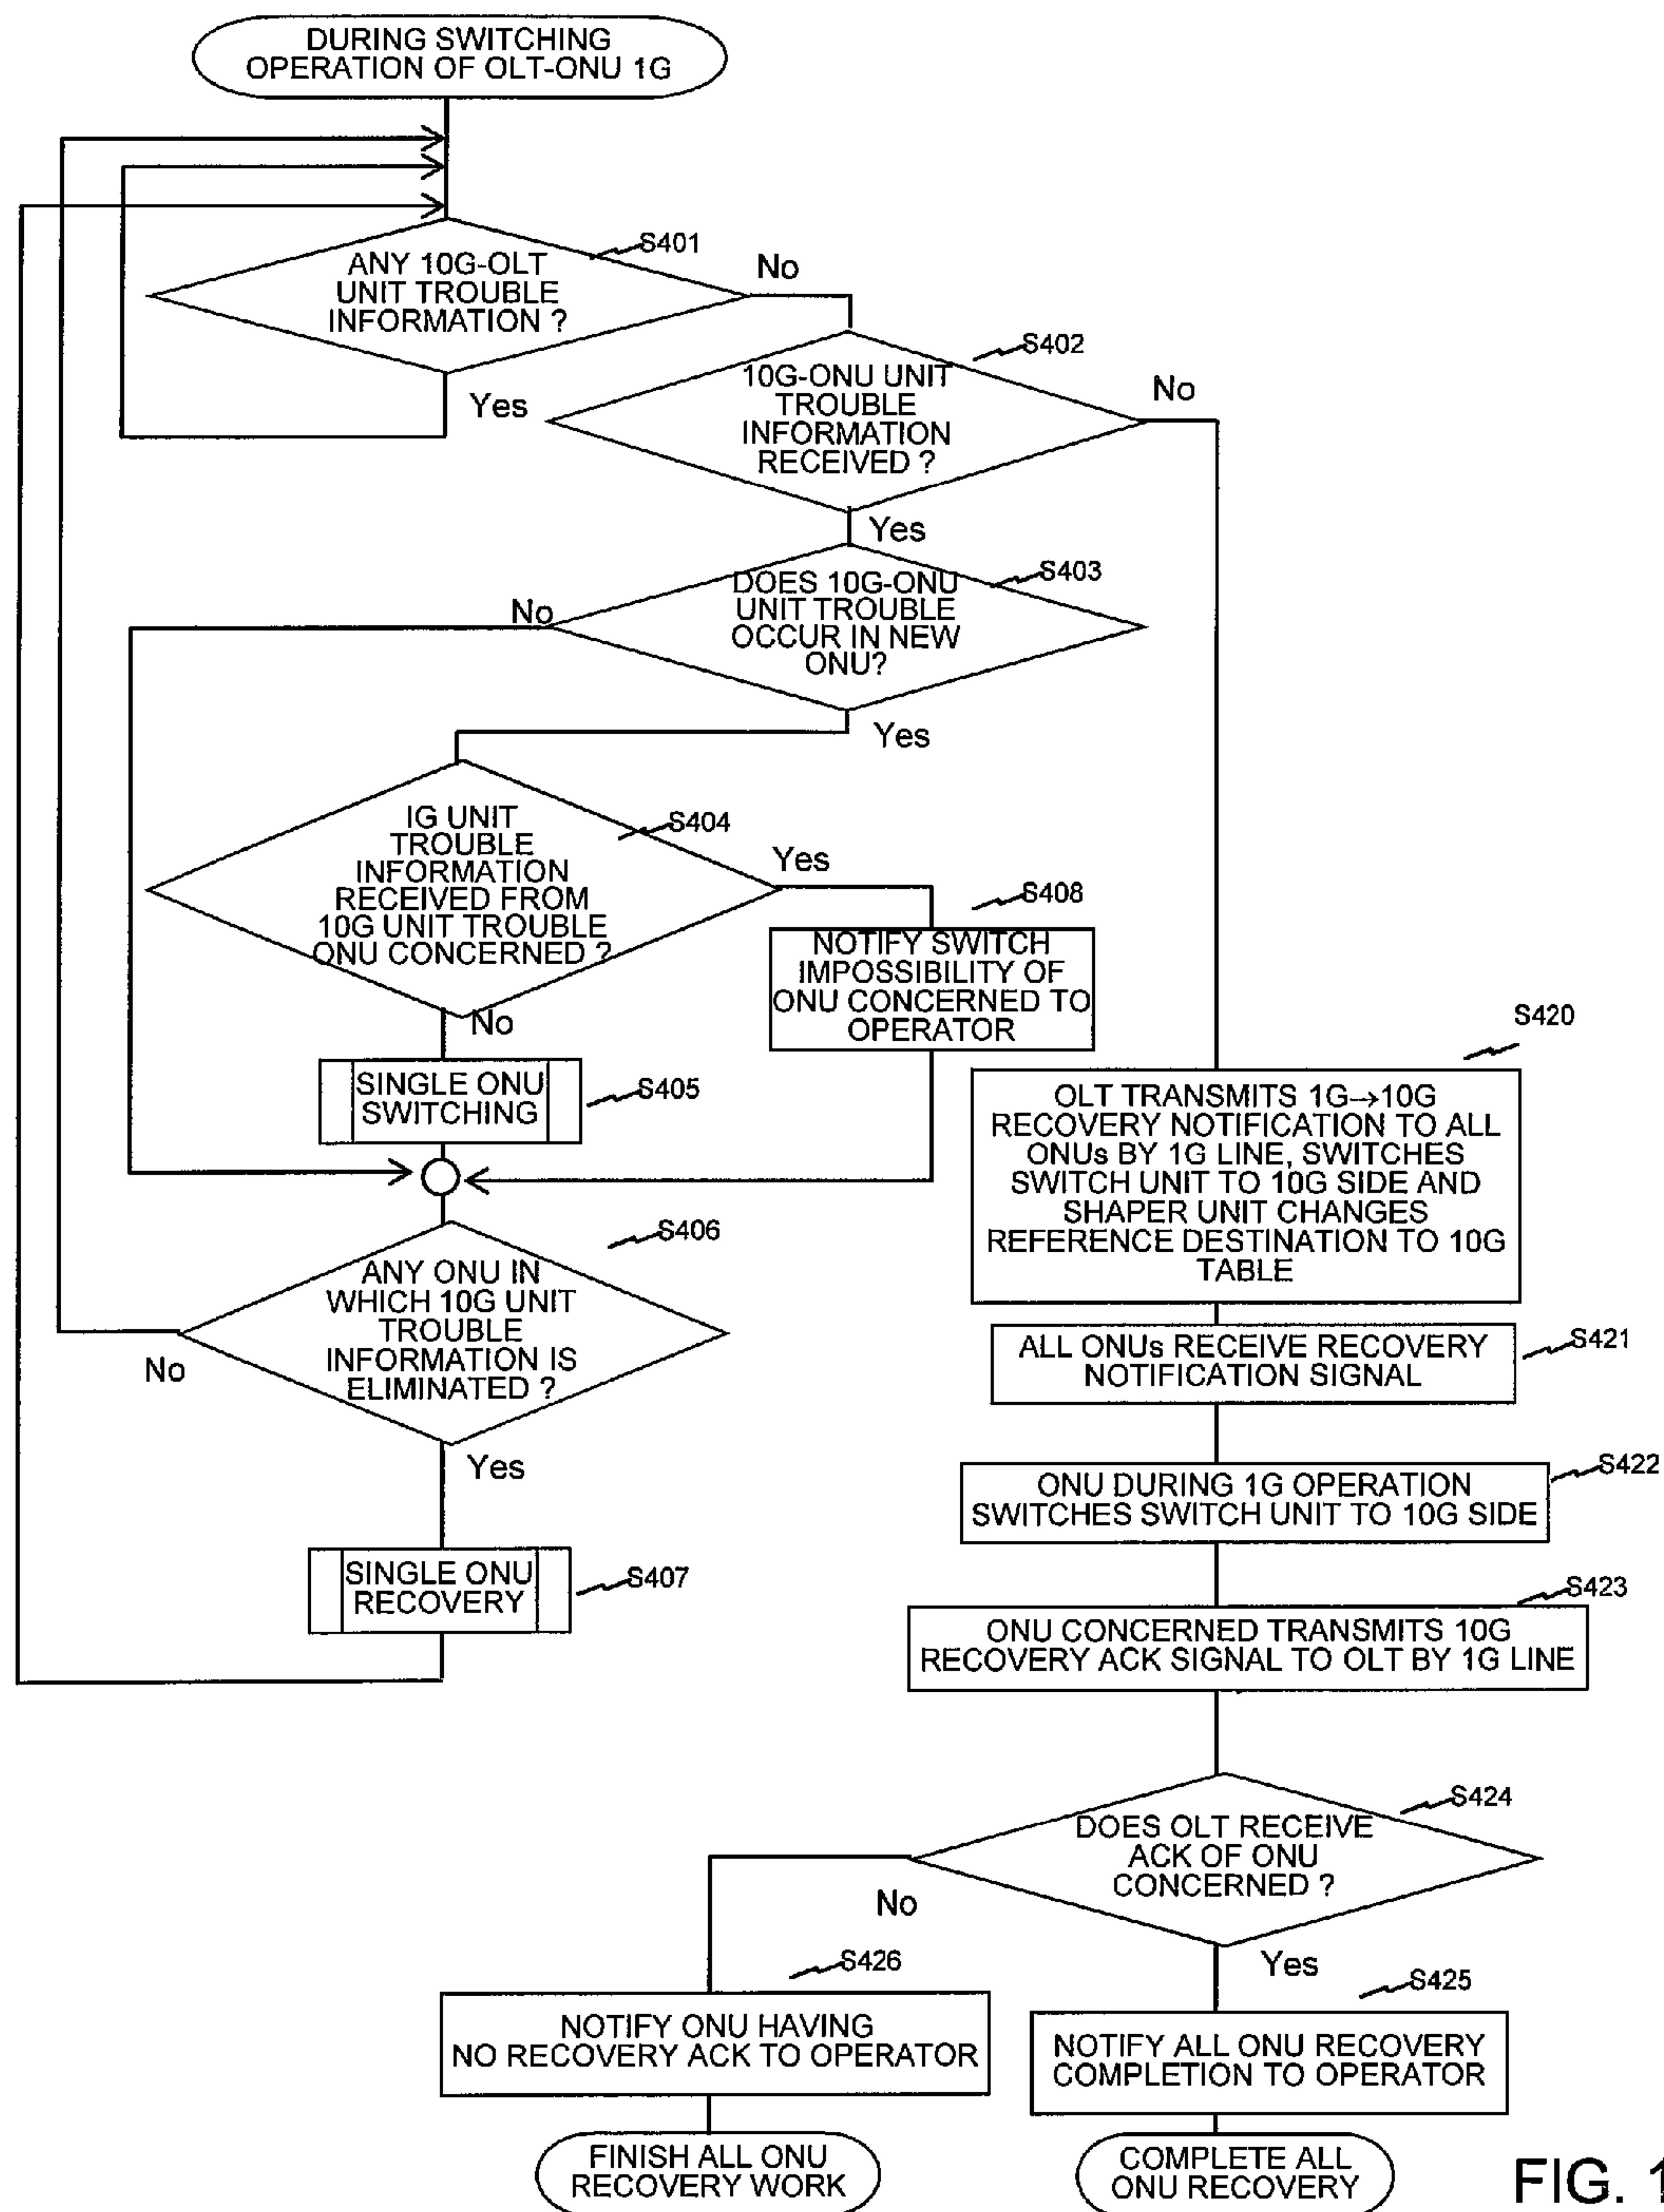 DURING SWITCHING
OPERATION OF OLT-ONU 1G
S401
ANY 10G-OLT
UNIT TROUBLE
INFORMATION ?
No
Yes
S402
10G-ONU UNIT
TROUBLE
INFORMATION
RECEIVED ?
No
Yes
S403
DOES 10G-ONU
UNIT TROUBLE
OCCUR IN NEW
ONU?
No
Yes
S404
IG UNIT
TROUBLE
INFORMATION
RECEIVED FROM
10G UNIT TROUBLE
ONU CONCERNED ?
Yes
No
S408
NOTIFY SWITCH
IMPOSSIBILITY OF
ONU CONCERNED TO
OPERATOR
SINGLE ONU
SWITCHING
S405
S406
ANY ONU IN
WHICH 10G UNIT
TROUBLE
INFORMATION IS
ELIMINATED ?
No
Yes
SINGLE ONU
RECOVERY
S407
S420
OLT TRANSMITS 1G→10G
RECOVERY NOTIFICATION TO ALL
ONUs BY 1G LINE, SWITCHES
SWITCH UNIT TO 10G SIDE AND
SHAPER UNIT CHANGES
REFERENCE DESTINATION TO 10G
TABLE
S421
ALL ONUs RECEIVE RECOVERY
NOTIFICATION SIGNAL
S422
ONU DURING 1G OPERATION
SWITCHES SWITCH UNIT TO 10G SIDE
S423
ONU CONCERNED TRANSMITS 10G
RECOVERY ACK SIGNAL TO OLT BY 1G LINE
S424
DOES OLT RECEIVE
ACK OF ONU
CONCERNED ?
No
Yes
S426
NOTIFY ONU HAVING
NO RECOVERY ACK TO OPERATOR
S425
NOTIFY ALL ONU RECOVERY
COMPLETION TO OPERATOR
FINISH ALL ONU
RECOVERY WORK
COMPLETE ALL
ONU RECOVERY
FIG. 1